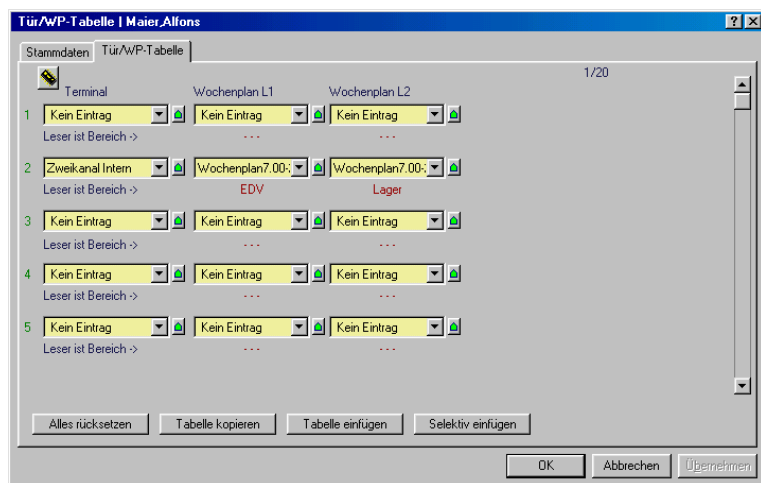 Tür/WP-Tabelle | Maier,Alfons
Stammdaten Tür/WP-Tabelle
1/20
Terminal Wochenplan L1 Wochenplan L2
1 Kein Eintrag Kein Eintrag Kein Eintrag
Leser ist Bereich -> - - - - - -
2 Zweikanal Intern Wochenplan7.00-: Wochenplan7.00-:
Leser ist Bereich -> EDV Lager
3 Kein Eintrag Kein Eintrag Kein Eintrag
Leser ist Bereich -> - - - - - -
4 Kein Eintrag Kein Eintrag Kein Eintrag
Leser ist Bereich -> - - - - - -
5 Kein Eintrag Kein Eintrag Kein Eintrag
Leser ist Bereich -> - - - - - -
Alles rücksetzen Tabelle kopieren Tabelle einfügen Selektiv einfügen
OK Abbrechen Übernehmen